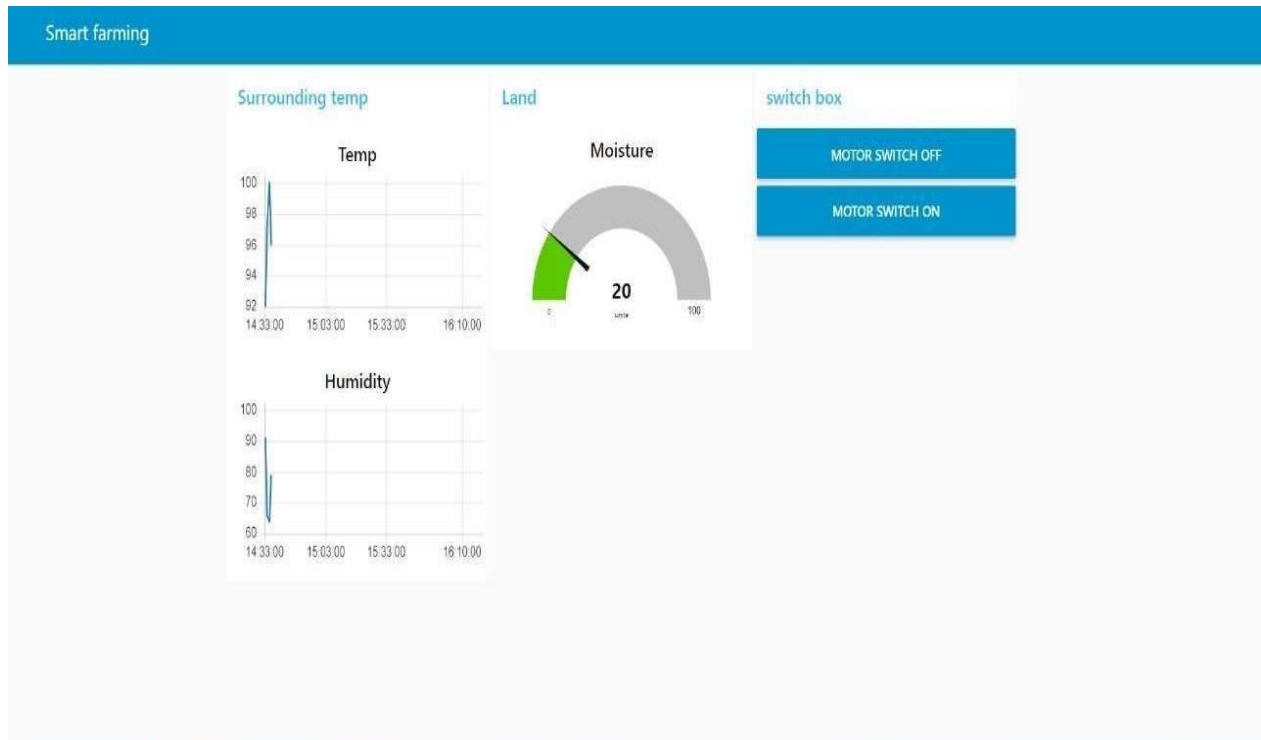 Smart farming
Surrounding temp
Temp
100
98
96
94
92
14:33:00 15:03:00 15:33:00 16:10:00
Humidity
100
90
80
70
60
14:33:00 15:03:00 15:33:00 16:10:00
Land
Moisture
20
0 units 100
switch box
MOTOR SWITCH OFF
MOTOR SWITCH ON